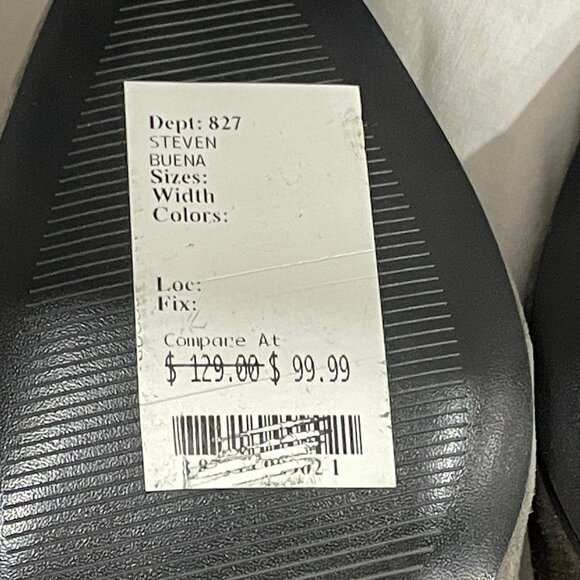 Dept: 827
STEVEN
BUENA
Sizes:
Width
Colors:
Loc:
Fix:
Compare At
$ 129.00 $ 99.99